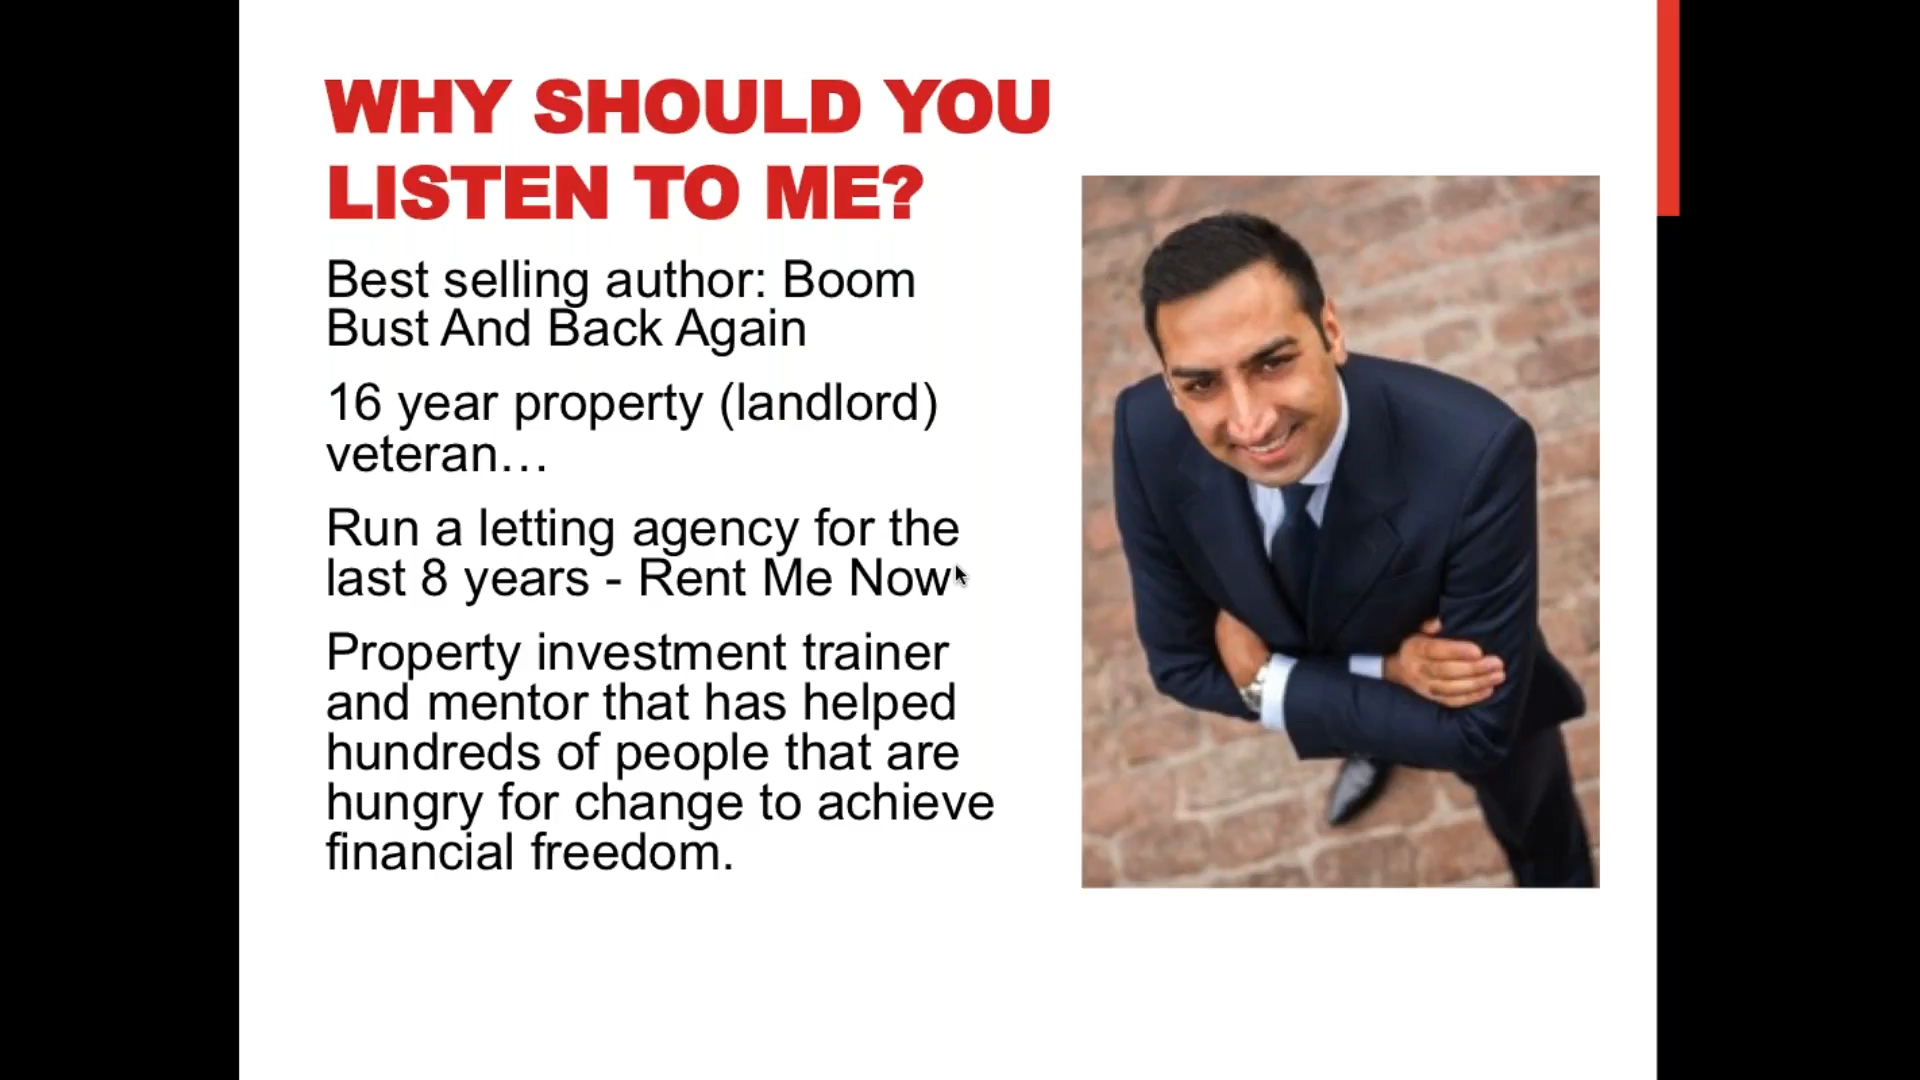 WHY SHOULD YOU
LISTEN TO ME?
Best selling author: Boom
Bust And Back Again
16 year property (landlord)
veteran…
Run a letting agency for the
last 8 years - Rent Me Now
Property investment trainer
and mentor that has helped
hundreds of people that are
hungry for change to achieve
financial freedom.